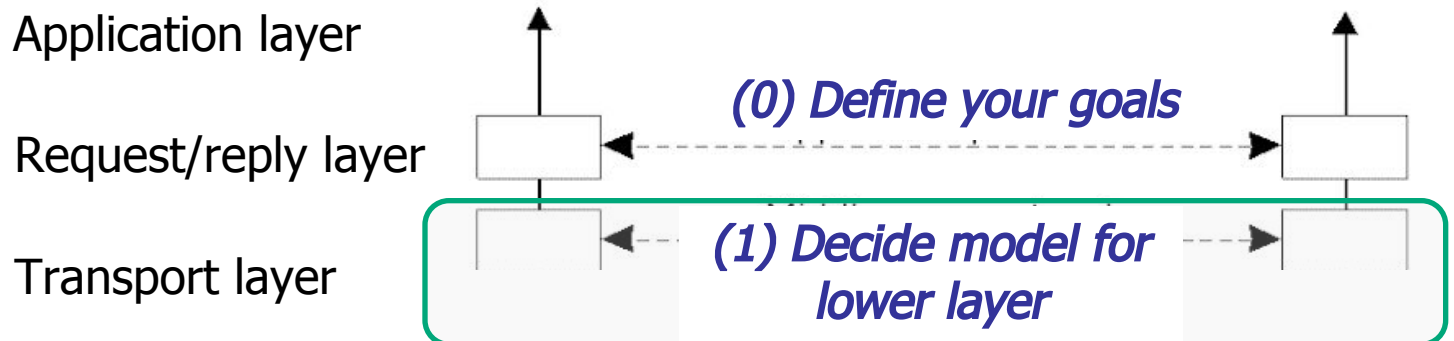 Application layer
(0) Define your goals
Request/reply layer
(1) Decide model for
lower layer
Transport layer